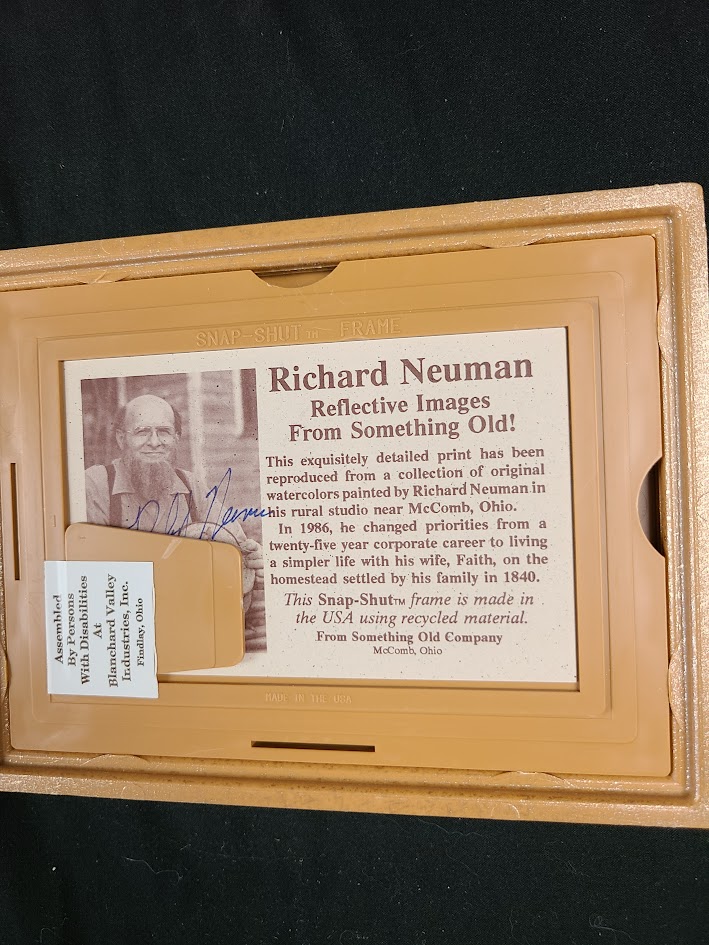 SNAP-SHUT TM FRAME
Richard Neuman
Reflective Images
From Something Old!
This exquisitely detailed print has been
reproduced from a collection of original
watercolors painted by Richard Neuman in
his rural studio near McComb, Ohio.
In 1986, he changed priorities from a
twenty-five year corporate career to living
a simpler life with his wife, Faith, on the
homestead settled by his family in 1840.
This Snap-Shut™ frame is made in
the USA using recycled material.
From Something Old Company
McComb, Ohio
Neuman
Assembled
By Persons
With Disabilities
At
Blanchard Valley
Industries, Inc.
Findlay, Ohio
MADE IN THE USA